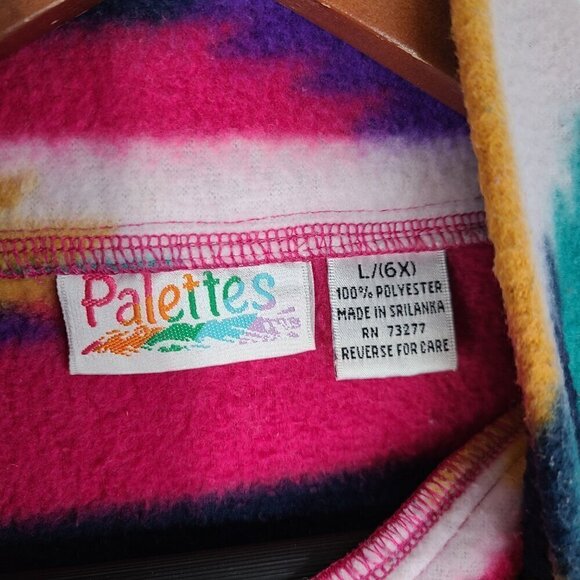 Palettes
L/(6X)
100% POLYESTER
MADE IN SRILANKA
RN 73277
REVERSE FOR CARE